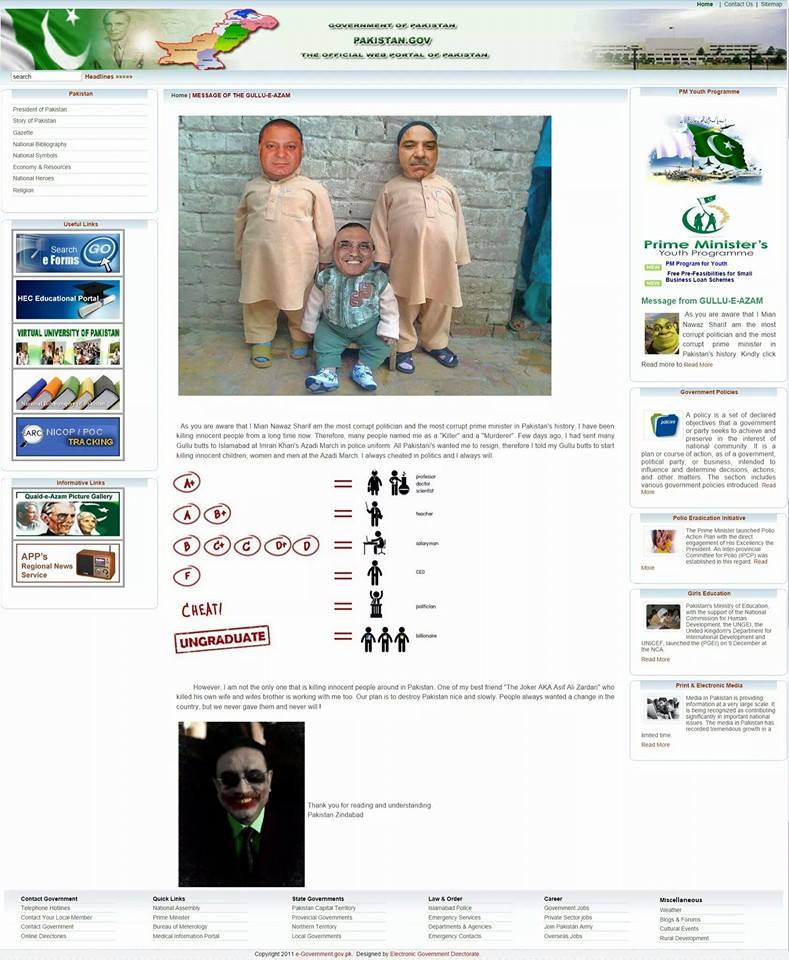 Home | Contact Us | Sitemap
GOVERNMENT OF PAKISTAN
PAKISTAN.GOV
THE OFFICIAL WEB PORTAL OF PAKISTAN
search
Headlines »»»»
Pakistan
President of Pakistan
Story of Pakistan
Gazette
National Bibliography
National Symbols
Economy & Resources
National Heroes
Religion
Useful Links
Search
e Forms
GO
HEC Educational Portal
VIRTUAL UNIVERSITY OF PAKISTAN
NICOP / POC
TRACKING
Informative Links
Quaid-e-Azam Picture Gallery
APP's
Regional News
Service
Home | MESSAGE OF THE GULLU-E-AZAM
As you are aware that I Mian Nawaz Sharif am the most corrupt politician and the most corrupt prime minister in Pakistan's history. I have been
killing innocent people from a long time now. Therefore, many people named me as a "Killer" and a "Murderer". Few days ago, I had sent many
Gullu butts to Islamabad at Imran Khan's Azadi March in police uniform. All Pakistani's wanted me to resign, therefore I told my Gullu butts to start
killing innocent children, women and men at the Azadi March. I always cheated in politics and I always will.
A+ = professor
doctor
scientist
A B+ = teacher
B C+ C D+ D = salaryman
F = CEO
CHEAT! = politician
UNGRADUATE = billionaire
However, I am not the only one that is killing innocent people around in Pakistan. One of my best friend "The Joker AKA Asif Ali Zardari" who
killed his own wife and wifes brother is working with me too. Our plan is to destroy Pakistan nice and slowly. People always wanted a change in the
country, but we never gave them and never will !
Thank you for reading and understanding.
Pakistan Zindabad
PM Youth Programme
Prime Minister's
Youth Programme
NEW PM Program for Youth
NEW Free Pre-Feasibilities for Small
Business Loan Schemes
Message from GULLU-E-AZAM
As you are aware that I Mian
Nawaz Sharif am the most
corrupt politician and the
most corrupt prime minister
in Pakistan's history. Kindly click
Read more to Read More
Government Policies
policies
A policy is a set of declared
objectives that a government
or party seeks to achieve and
preserve in the interest of
national community. It is a
plan or course of action, as of a government,
political party, or business, intended to
influence and determine decisions, actions,
and other matters. The section includes
various government policies introduced. Read
More
Polio Eradication Initiative
The Prime Minister launched Polio
Action Plan with the direct
engagement of His Excellency the
President. An inter-provincial
Committee for Polio (IPCP) was
established in this regard. Read
More
Girls Education
Pakistan's Ministry of Education,
with the support of the National
Commission for Human
Development, the UNGEI, the
United Kingdom's Department for
International Development and
UNICEF, launched the (PGEI) on 9 December at
the NCA.
Read More
Print & Electronic Media
Media in Pakistan is providing
information at a very large scale. It
is being recognized as contributing
significantly in important national
issues. The media in Pakistan has
recorded tremendous growth in a
limited time.
Read More
Contact Government
Telephone Hotlines
Contact Your Local Member
Contact Government
Online Directories
Quick Links
National Assembly
Prime Minister
Bureau of Meterology
Medical Information Portal
State Governments
Pakistan Capital Territory
Provincial Governments
Northern Territory
Local Governments
Law & Order
Islamabad Police
Emergency Services
Departments & Agencies
Emergency Contacts
Career
Government Jobs
Private Sector jobs
Join Pakistan Army
Overseas Jobs
Miscellaneous
Weather
Blogs & Forums
Cultural Events
Rural Development
Copyright 2011 e-Government.gov.pk. Designed by Electronic Government Directorate.